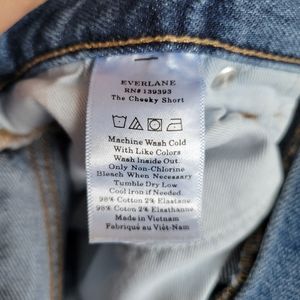 EVERLANE
RN# 139393
The Cheeky Short
Machine Wash Cold
With Like Colors
Wash Inside Out.
Only Non-Chlorine
Bleach When Necessary
Tumble Dry Low
Cool Iron if Needed.
98% Cotton 2% Elastane.
98% Cotton 2% Elasthanne.
Made in Vietnam
Fabriqué au Viêt-Nam